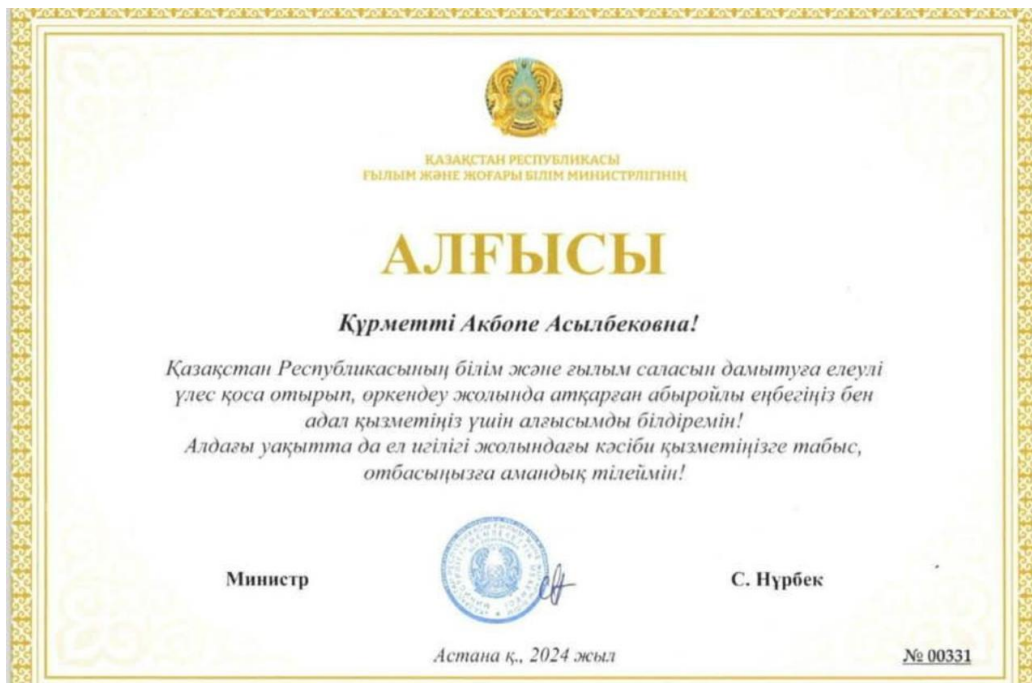 ҚАЗАҚСТАН РЕСПУБЛИКАСЫ
ҒЫЛЫМ ЖӘНЕ ЖОҒАРЫ БІЛІМ МИНИСТРЛІГІНІҢ
АЛҒЫСЫ
Құрметті Акбопе Асылбековна!
Қазақстан Республикасының білім және ғылым саласын дамытуға елеулі
үлес қоса отырып, өркендеу жолында атқарған абыройлы еңбегіңіз бен
адал қызметіңіз үшін алғысымды білдіремін!
Алдағы уақытта да ел игілігі жолындағы кәсіби қызметіңізге табыс,
отбасыңызға амандық тілеймін!
Министр
С. Нұрбек
Астана қ., 2024 жыл
№ 00331